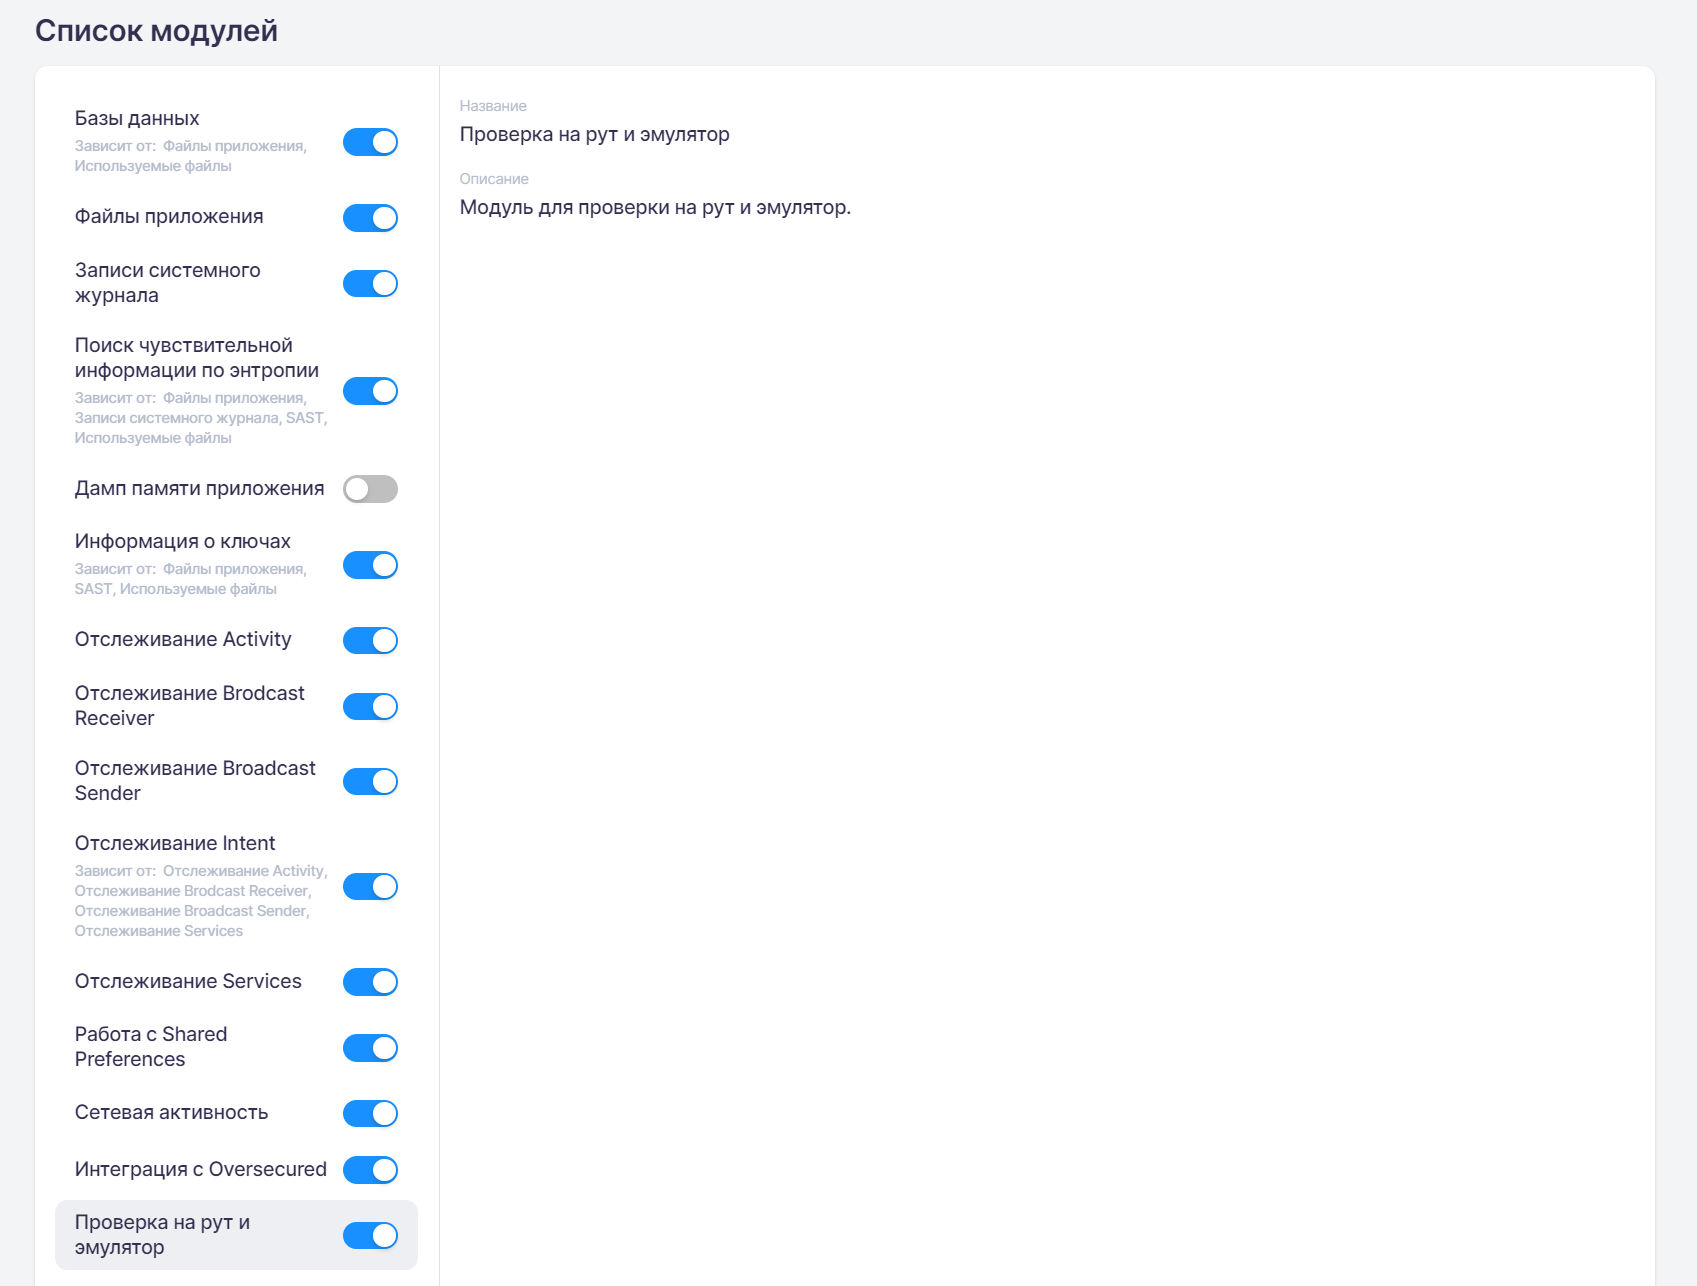 Список модулей
Базы данных
Зависит от: Файлы приложения,
Используемые файлы
Файлы приложения
Записи системного
журнала
Поиск чувствительной
информации по энтропии
Зависит от: Файлы приложения,
Записи системного журнала, SAST,
Используемые файлы
Дамп памяти приложения
Информация о ключах
Зависит от: Файлы приложения,
SAST, Используемые файлы
Отслеживание Activity
Отслеживание Brodcast
Receiver
Отслеживание Broadcast
Sender
Отслеживание Intent
Зависит от: Отслеживание Activity,
Отслеживание Brodcast Receiver,
Отслеживание Broadcast Sender,
Отслеживание Services
Отслеживание Services
Работа с Shared
Preferences
Сетевая активность
Интеграция с Oversecured
Проверка на рут и
эмулятор
Название
Проверка на рут и эмулятор
Описание
Модуль для проверки на рут и эмулятор.